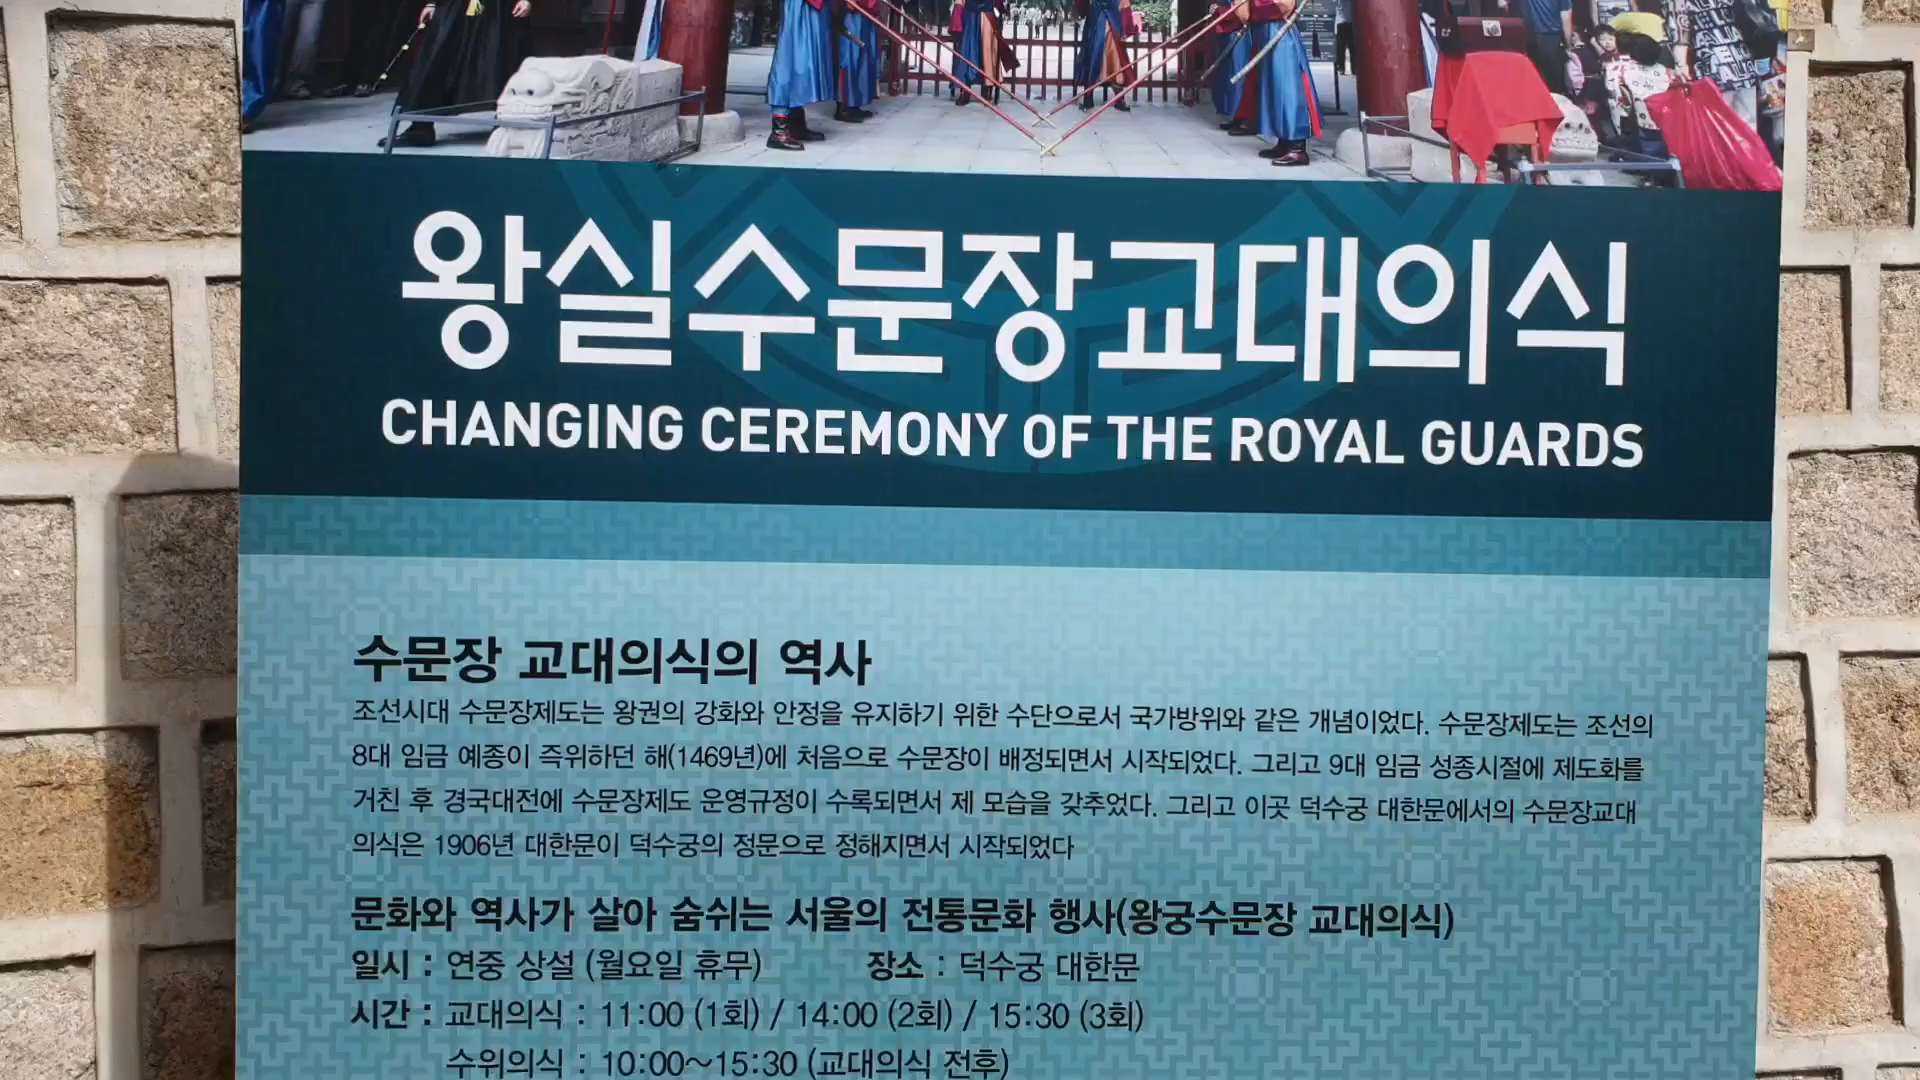 왕실수문장교대의식
CHANGING CEREMONY OF THE ROYAL GUARDS
수문장 교대의식의 역사
조선시대 수문장제도는 왕권의 강화와 안정을 유지하기 위한 수단으로서 국가방위와 같은 개념이었다. 수문장제도는 조선의
8대 임금 예종이 즉위하던 해(1469년)에 처음으로 수문장이 배정되면서 시작되었다. 그리고 9대 임금 성종시절에 제도화를
거친 후 경국대전에 수문장제도 운영규정이 수록되면서 제 모습을 갖추었다. 그리고 이곳 덕수궁 대한문에서의 수문장교대
의식은 1906년 대한문이 덕수궁의 정문으로 정해지면서 시작되었다
문화와 역사가 살아 숨쉬는 서울의 전통문화 행사(왕궁수문장 교대의식)
일시 : 연중 상설 (월요일 휴무) 장소 : 덕수궁 대한문
시간 : 교대의식 : 11:00 (1회) / 14:00 (2회) / 15:30 (3회)
수위의식 : 10:00~15:30 (교대의식 전후)